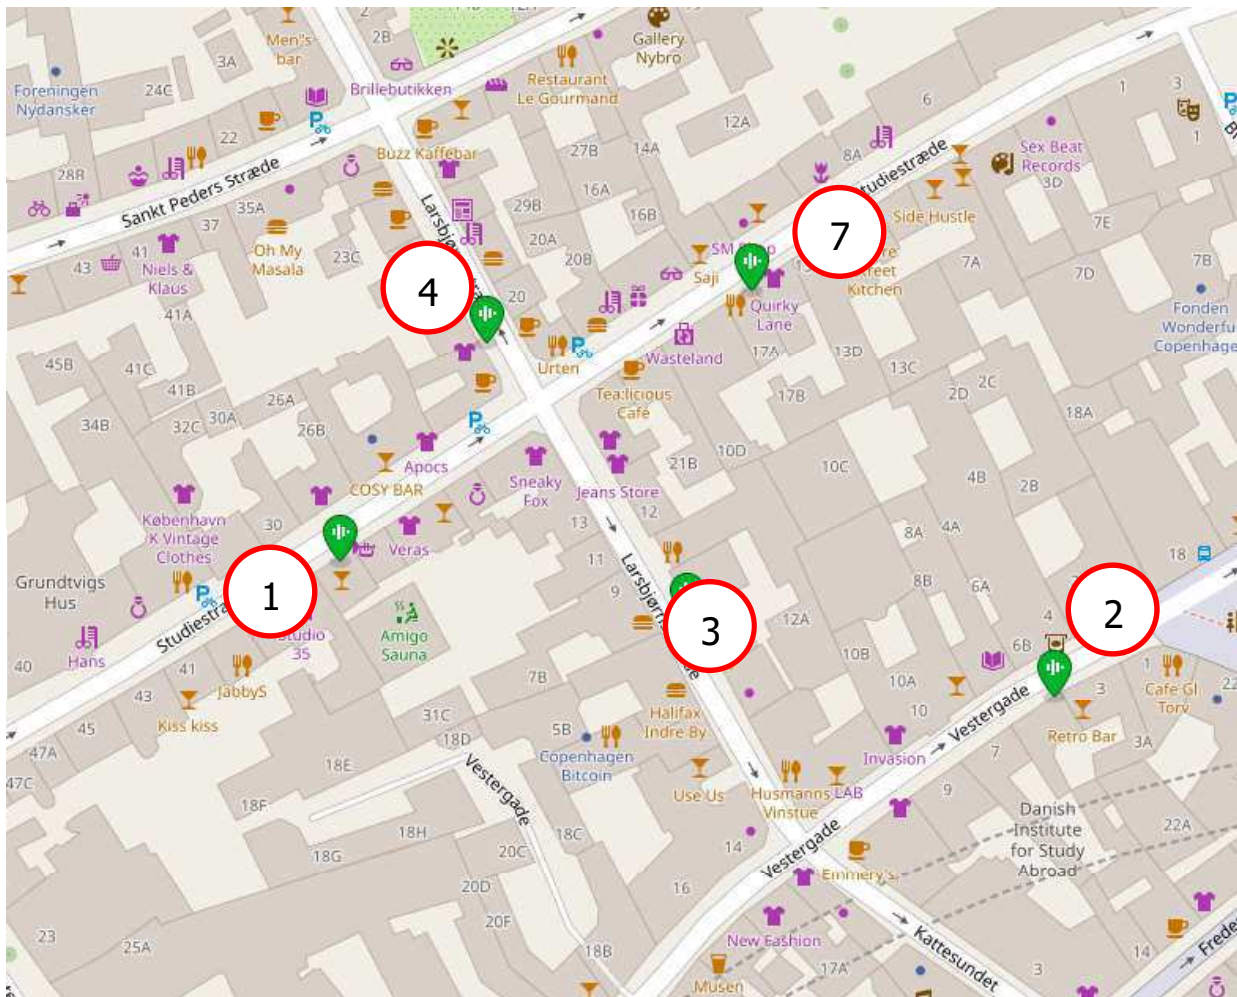 2
2B
3A
Men"s
bar
Foreningen
Nydansker
24C
Brillebutikken
Restaurant
Le Gourmand
Gallery
Nybro
12A
6
1
3
1
22
28B
Sankt Peders Stræde
35A
37
41
43
Niels &
Klaus
41A
Oh My
Masala
23C
Buzz Kaffebar
27B
14A
16A
16B
29B
20A
20B
20
8A
Studiestræde
Sex Beat
Records
3D
7E
Side Hustle
7A
7D
7B
Kitchen
Fonden
SM
Saji
7
4
Quirky
Lane
17A
13D
13C
2D
2C
18A
17B
Wasteland
Urten
Tea:licious
Café
45B
41C
41B
34B
32C
30A
26A
26B
Apocs
COSY BAR
Sneaky
Fox
Jeans Store
21B
10D
10C
4B
2B
København
K Vintage
Clothes
30
Veras
13
12
11
9
8A
4A
8B
6A
18
Grundtvigs
Hus
1
35
Amigo
Sauna
3
12A
10B
10A
10
4
6B
2
1
3
3A
Hans
40
41
43
45
47A
47C
JabbyS
Kiss kiss
7B
31C
18D
18E
18F
18H
18G
Vestergade
5B
Copenhagen
Bitcoin
Halifax
Indre By
Use Us
Husmanns
Vinstue
LAB
Invasion
Vestergade
7
9
Retro Bar
Cafe Gl
Torv
22
Danish
Institute
for Study
Abroad
22A
18C
20C
20D
20F
14
16
Vestergade
Emmery's
New Fashion
Kattesundet
17A
3
14
23
25A
18B
Musen